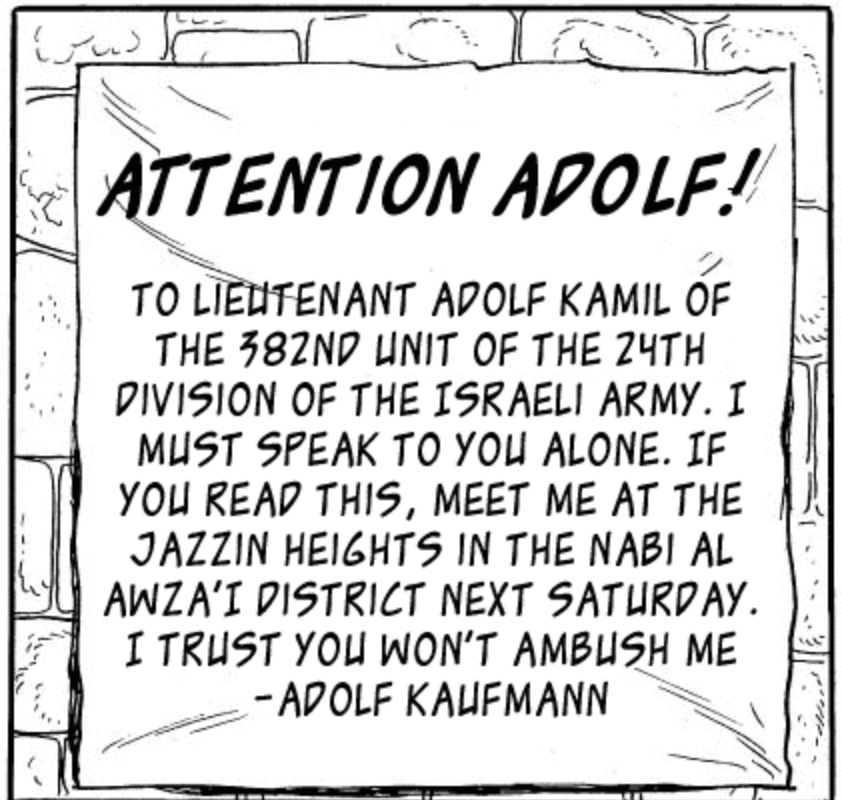 ATTENTION ADOLF!
TO LIEUTENANT ADOLF KAMIL OF
THE 382ND UNIT OF THE 24TH
DIVISION OF THE ISRAELI ARMY. I
MUST SPEAK TO YOU ALONE. IF
YOU READ THIS, MEET ME AT THE
JAZZIN HEIGHTS IN THE NABI AL
AWZA'I DISTRICT NEXT SATURDAY.
I TRUST YOU WON'T AMBUSH ME
-ADOLF KAUFMANN